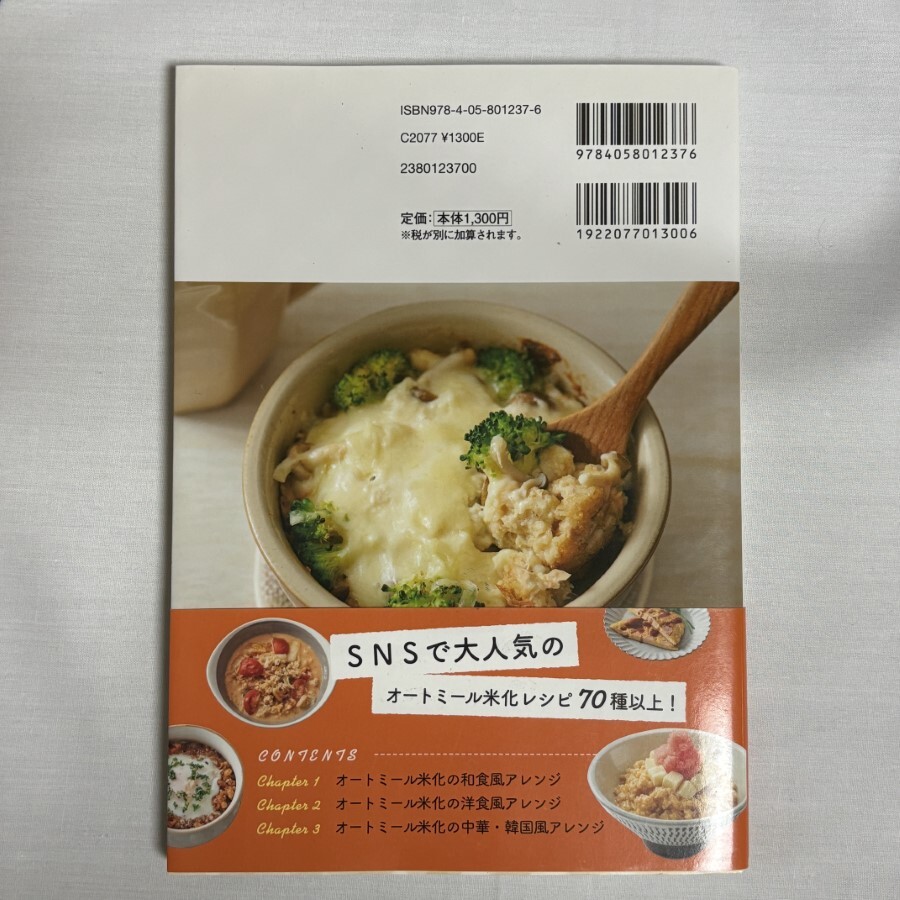 ISBN978-4-05-801237-6
C2077 ¥1300E
2380123700
9784058012376
定価：本体1,300円
※税が別に加算されます。
1922077013006
SNSで大人気の
オートミール米化レシピ70種以上！
CONTENTS
Chapter 1 オートミール米化の和食風アレンジ
Chapter 2 オートミール米化の洋食風アレンジ
Chapter 3 オートミール米化の中華・韓国風アレンジ